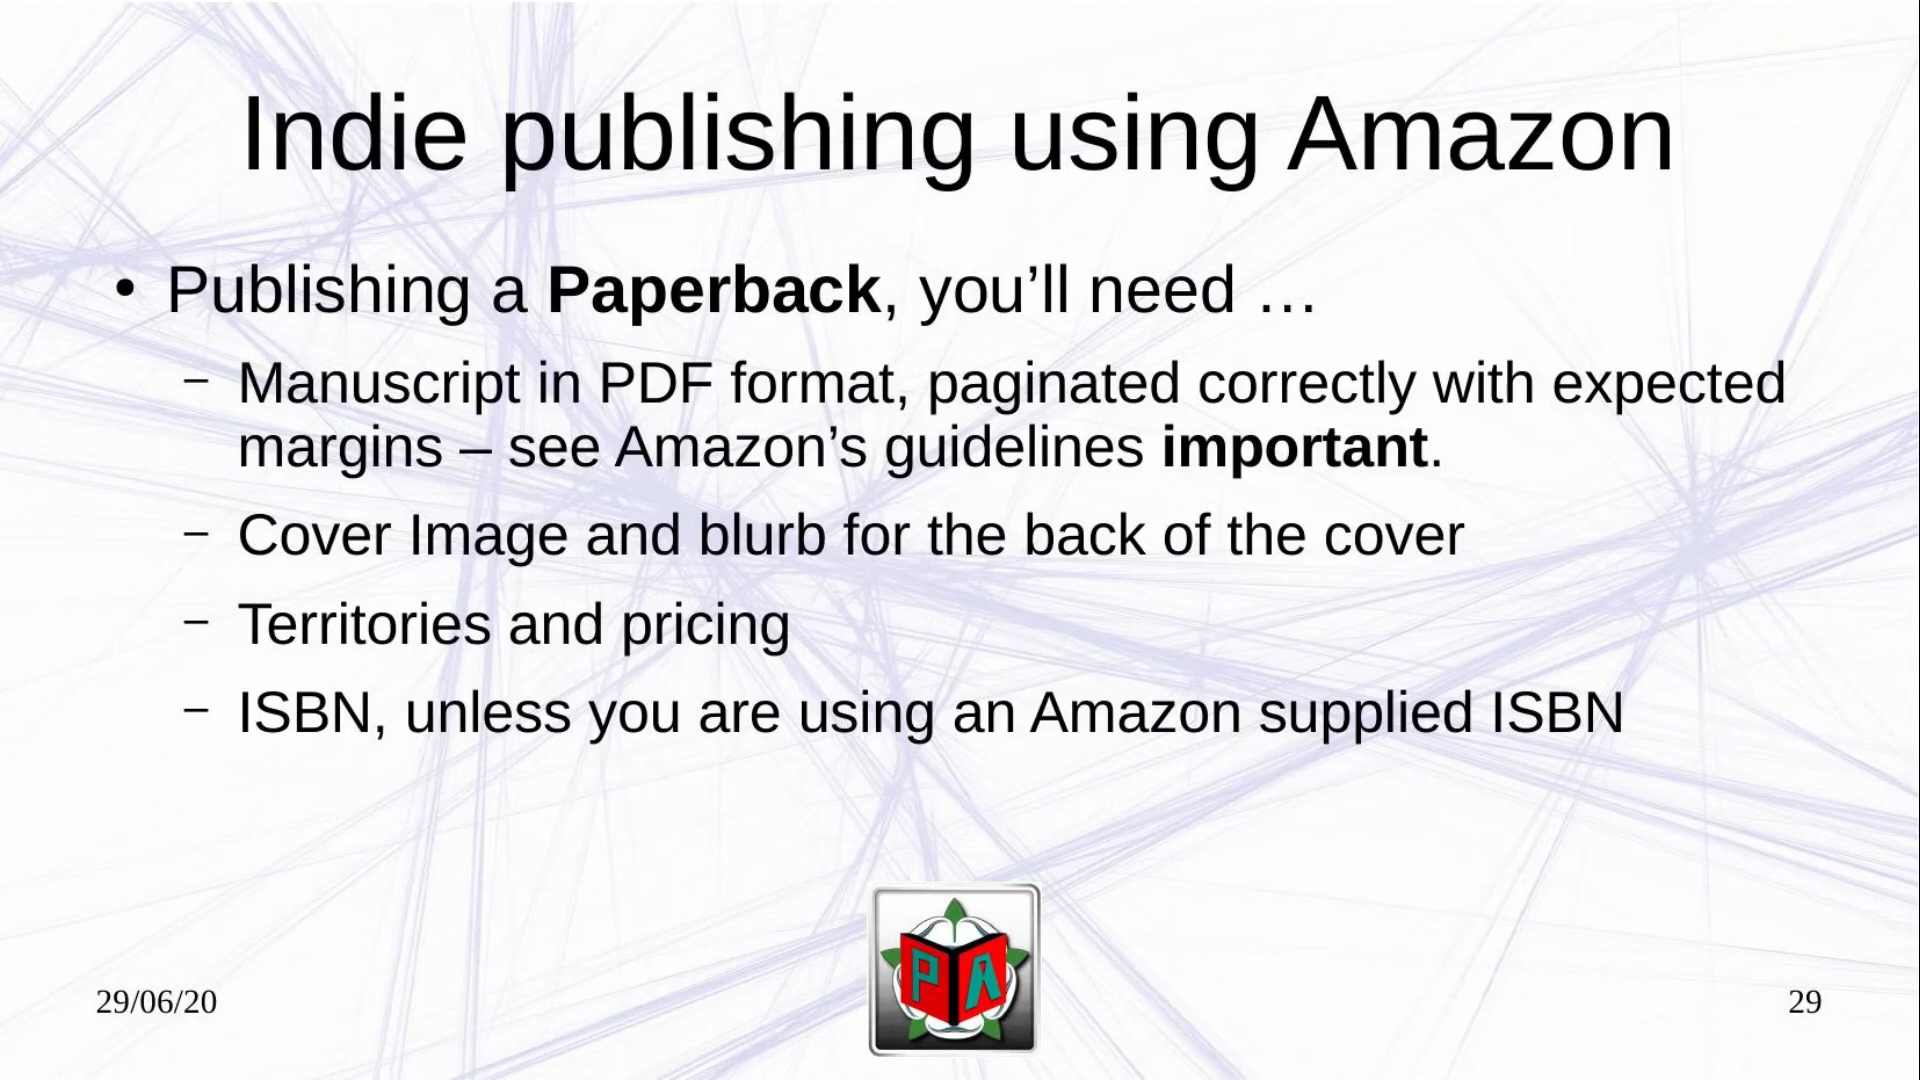 Indie publishing using Amazon
• Publishing a Paperback, you’ll need …
– Manuscript in PDF format, paginated correctly with expected
margins – see Amazon’s guidelines important.
– Cover Image and blurb for the back of the cover
– Territories and pricing
– ISBN, unless you are using an Amazon supplied ISBN
P A
29/06/20
29